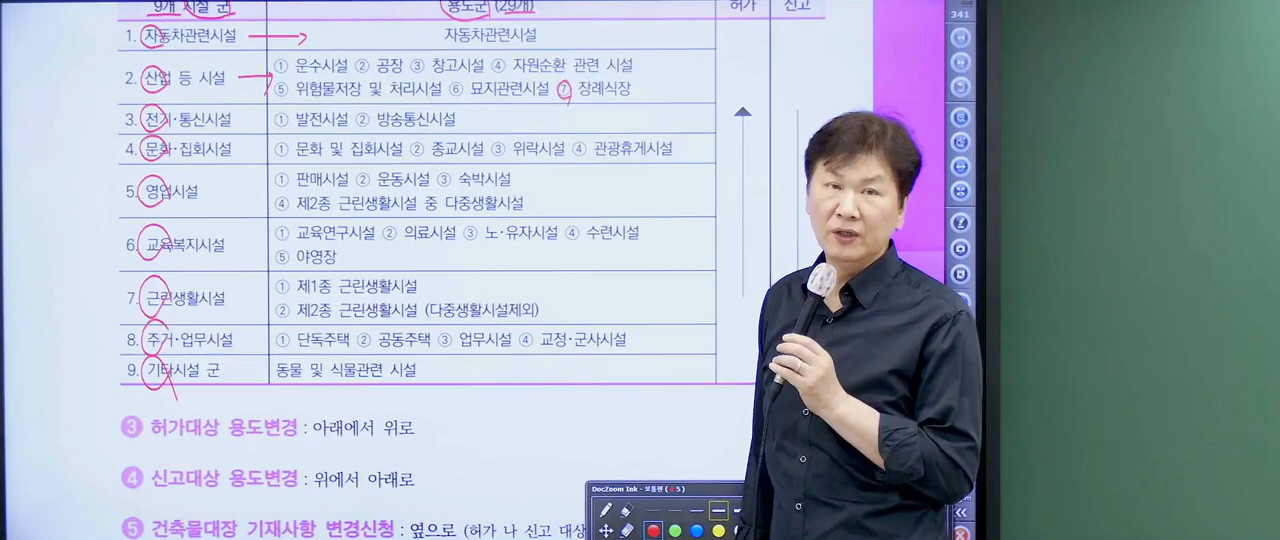 9개 시설 군 용도군 (29개) 허가 신고
1. 자동차관련시설 자동차관련시설
2. 산업 등 시설
① 운수시설 ② 공장 ③ 창고시설 ④ 자원순환 관련 시설
⑤ 위험물저장 및 처리시설 ⑥ 묘지관련시설 ⑦ 장례식장
3. 전기·통신시설 ① 발전시설 ② 방송통신시설
4. 문화·집회시설 ① 문화 및 집회시설 ② 종교시설 ③ 위락시설 ④ 관광휴게시설
5. 영업시설
① 판매시설 ② 운동시설 ③ 숙박시설
④ 제2종 근린생활시설 중 다중생활시설
6. 교육복지시설
① 교육연구시설 ② 의료시설 ③ 노·유자시설 ④ 수련시설
⑤ 야영장
7. 근린생활시설
① 제1종 근린생활시설
② 제2종 근린생활시설 (다중생활시설제외)
8. 주거·업무시설 ① 단독주택 ② 공동주택 ③ 업무시설 ④ 교정·군사시설
9. 기타시설 군 동물 및 식물관련 시설
❸ 허가대상 용도변경 : 아래에서 위로
❹ 신고대상 용도변경 : 위에서 아래로
❺ 건축물대장 기재사항 변경신청 : 옆으로 (허가 나 신고 대상
DocZoom Ink - 보통펜 ( 5 )
341